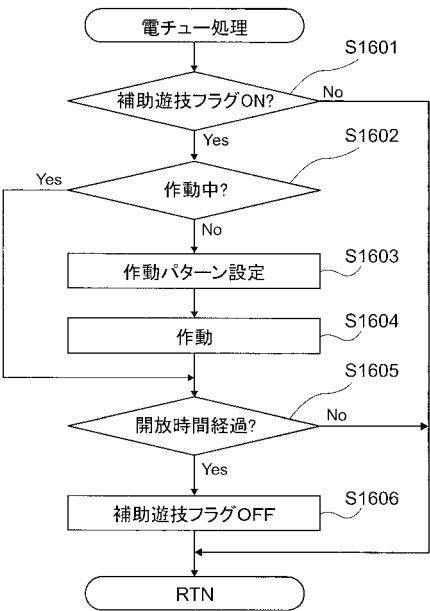 電チュー処理
S1601
補助遊技フラグON?
No
Yes
S1602
Yes
作動中?
No
S1603
作動パターン設定
S1604
作動
S1605
開放時間経過?
No
Yes
S1606
補助遊技フラグOFF
RTN